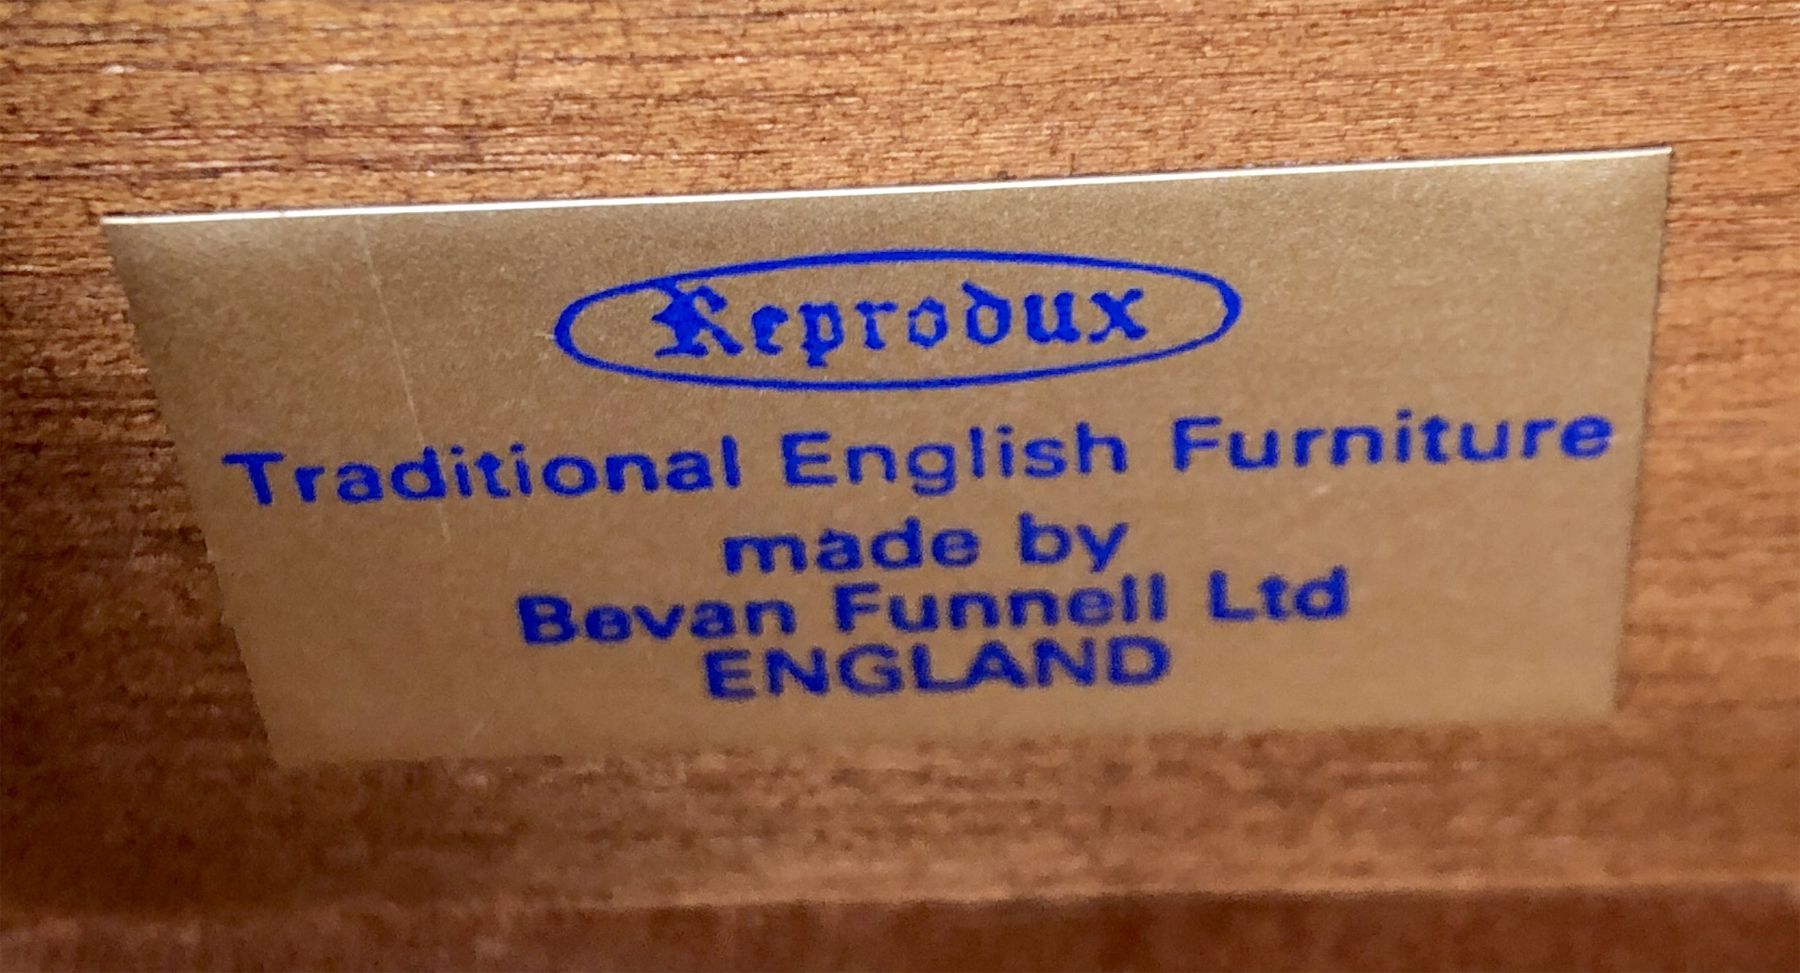 Reprodux
Traditional English Furniture
made by
Bevan Funnell Ltd
ENGLAND